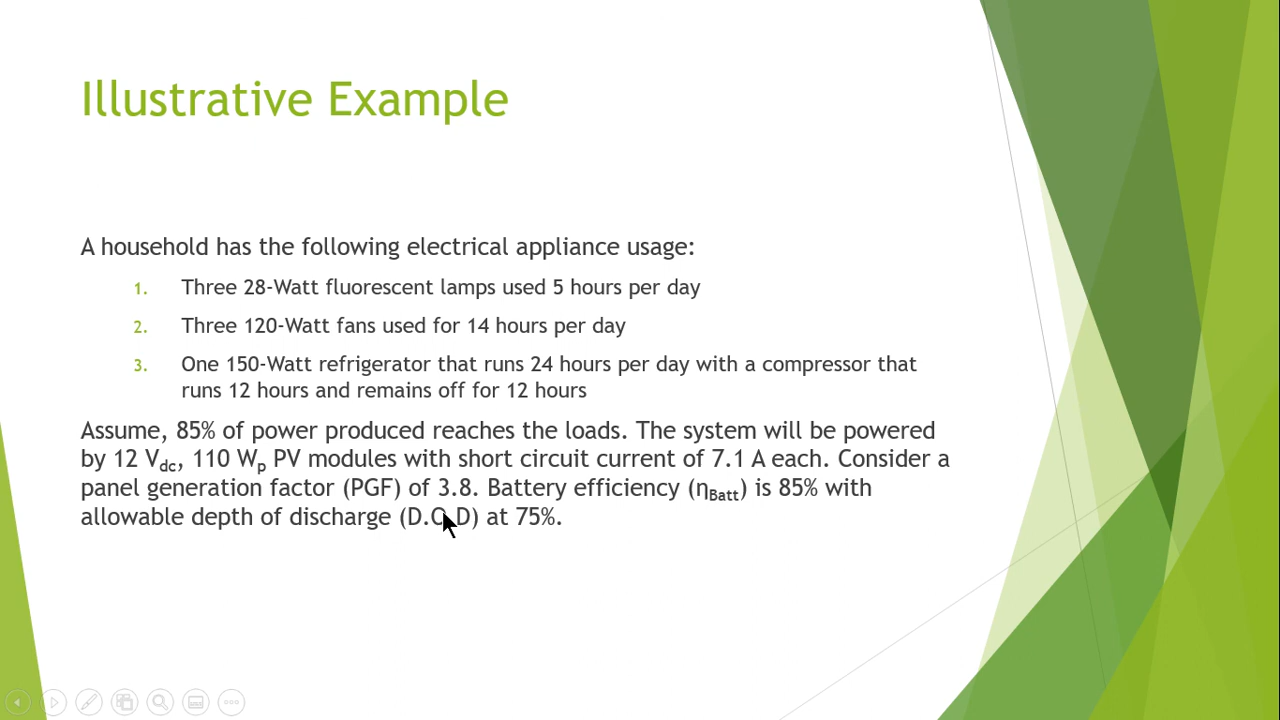 Illustrative Example
A household has the following electrical appliance usage:
1. Three 28-Watt fluorescent lamps used 5 hours per day
2. Three 120-Watt fans used for 14 hours per day
3. One 150-Watt refrigerator that runs 24 hours per day with a compressor that
runs 12 hours and remains off for 12 hours
Assume, 85% of power produced reaches the loads. The system will be powered
by 12 Vdc, 110 Wp PV modules with short circuit current of 7.1 A each. Consider a
panel generation factor (PGF) of 3.8. Battery efficiency (ηBatt) is 85% with
allowable depth of discharge (D.O.D) at 75%.